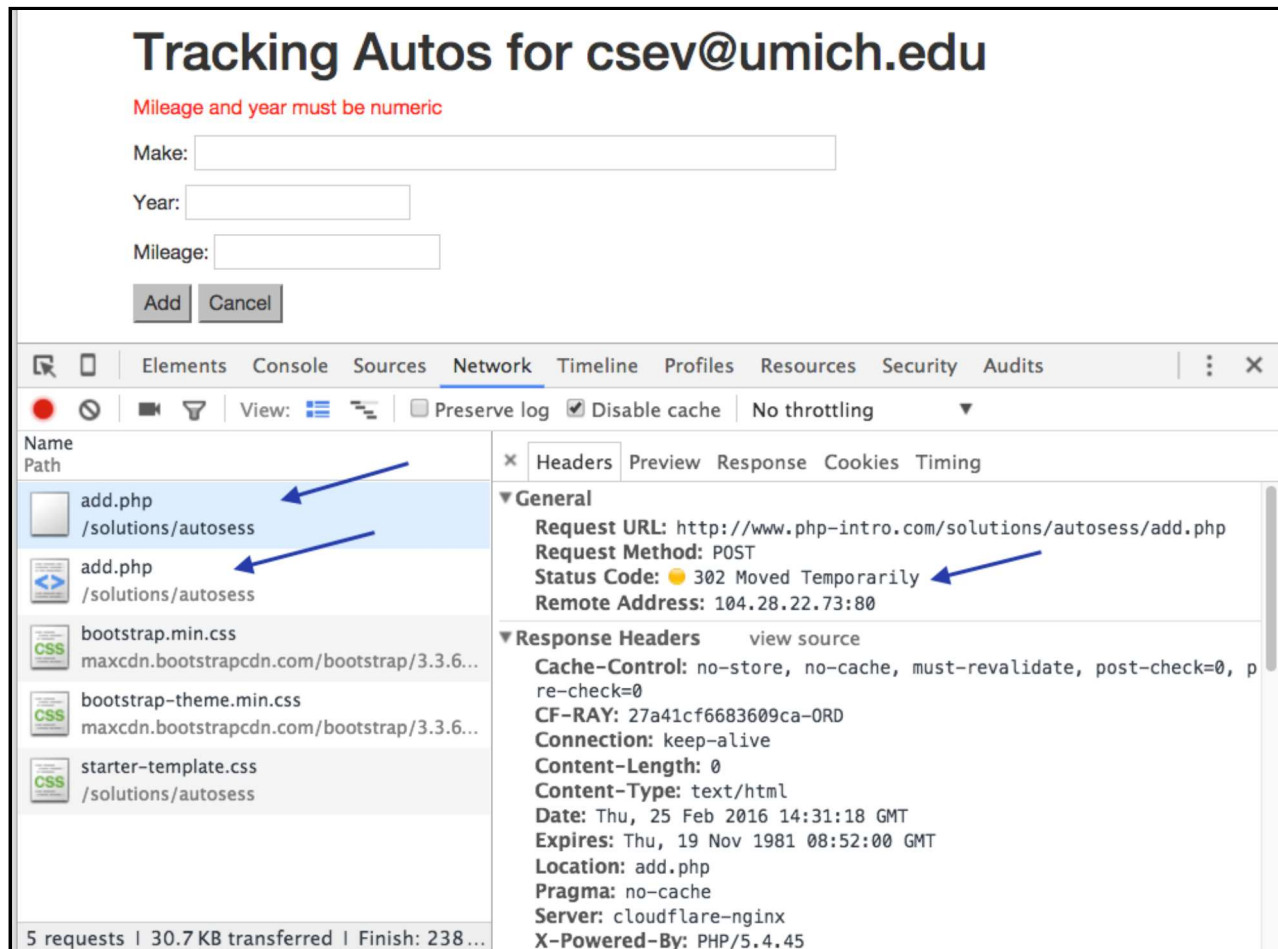 Tracking Autos for csev@umich.edu
Mileage and year must be numeric
Make:
Year:
Mileage:
Add Cancel
Elements Console Sources Network Timeline Profiles Resources Security Audits
View: Preserve log Disable cache No throttling
Name
Path
add.php
/solutions/autosess
add.php
/solutions/autosess
bootstrap.min.css
maxcdn.bootstrapcdn.com/bootstrap/3.3.6...
bootstrap-theme.min.css
maxcdn.bootstrapcdn.com/bootstrap/3.3.6...
starter-template.css
/solutions/autosess
5 requests | 30.7 KB transferred | Finish: 238...
Headers Preview Response Cookies Timing
General
Request URL: http://www.php-intro.com/solutions/autosess/add.php
Request Method: POST
Status Code: 302 Moved Temporarily
Remote Address: 104.28.22.73:80
Response Headers view source
Cache-Control: no-store, no-cache, must-revalidate, post-check=0, p
re-check=0
CF-RAY: 27a41cf6683609ca-ORD
Connection: keep-alive
Content-Length: 0
Content-Type: text/html
Date: Thu, 25 Feb 2016 14:31:18 GMT
Expires: Thu, 19 Nov 1981 08:52:00 GMT
Location: add.php
Pragma: no-cache
Server: cloudflare-nginx
X-Powered-By: PHP/5.4.45